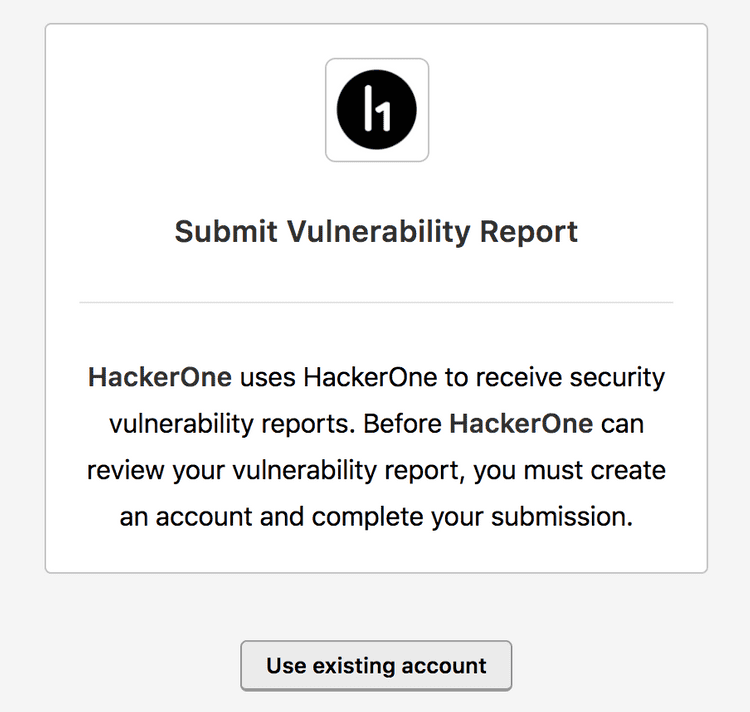 h1
Submit Vulnerability Report
HackerOne uses HackerOne to receive security
vulnerability reports. Before HackerOne can
review your vulnerability report, you must create
an account and complete your submission.
Use existing account